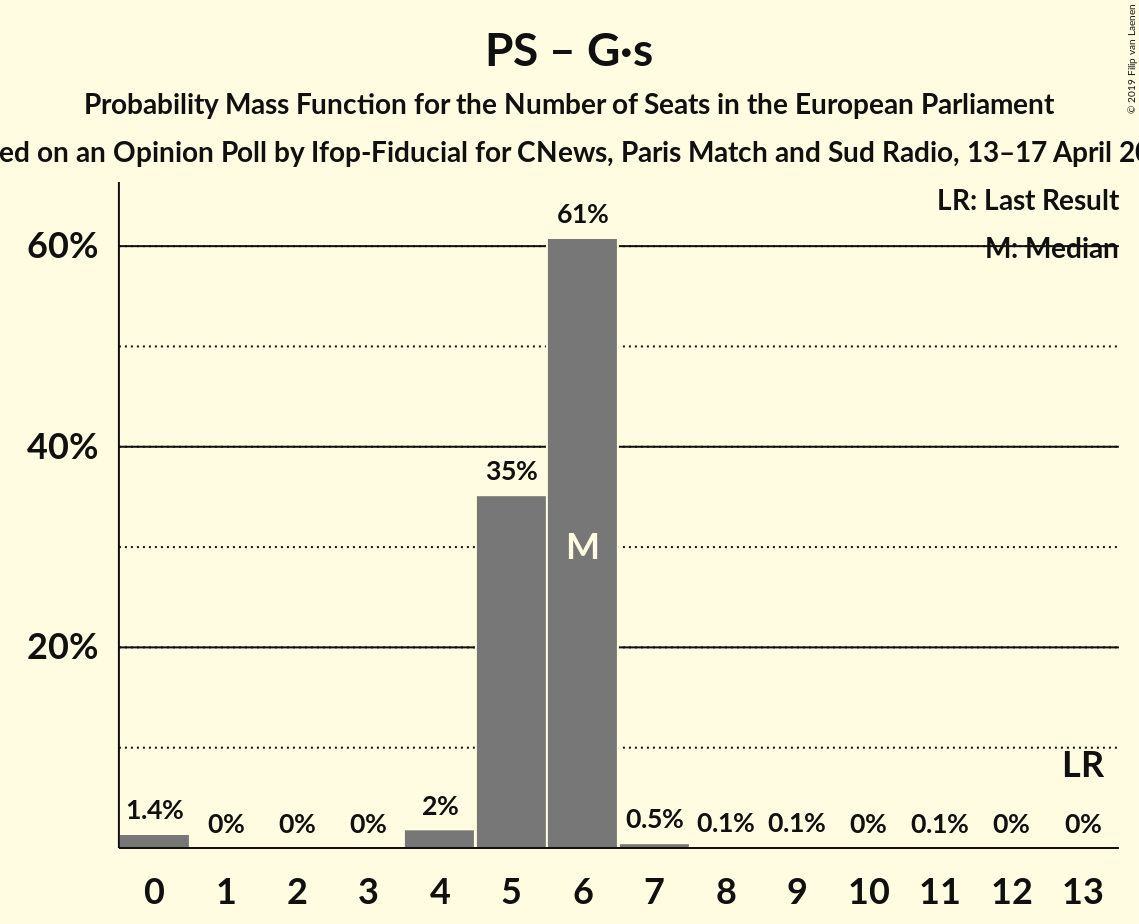 PS – G·s
Probability Mass Function for the Number of Seats in the European Parliament
ed on an Opinion Poll by Ifop-Fiducial for CNews, Paris Match and Sud Radio, 13–17 April 20
© 2019 Filip van Laenen
LR: Last Result
M: Median
60%
40%
20%
1.4% 0% 0% 0% 2% 35% 61% 0.5% 0.1% 0.1% 0% 0.1% 0% 0%
M
LR
0 1 2 3 4 5 6 7 8 9 10 11 12 13